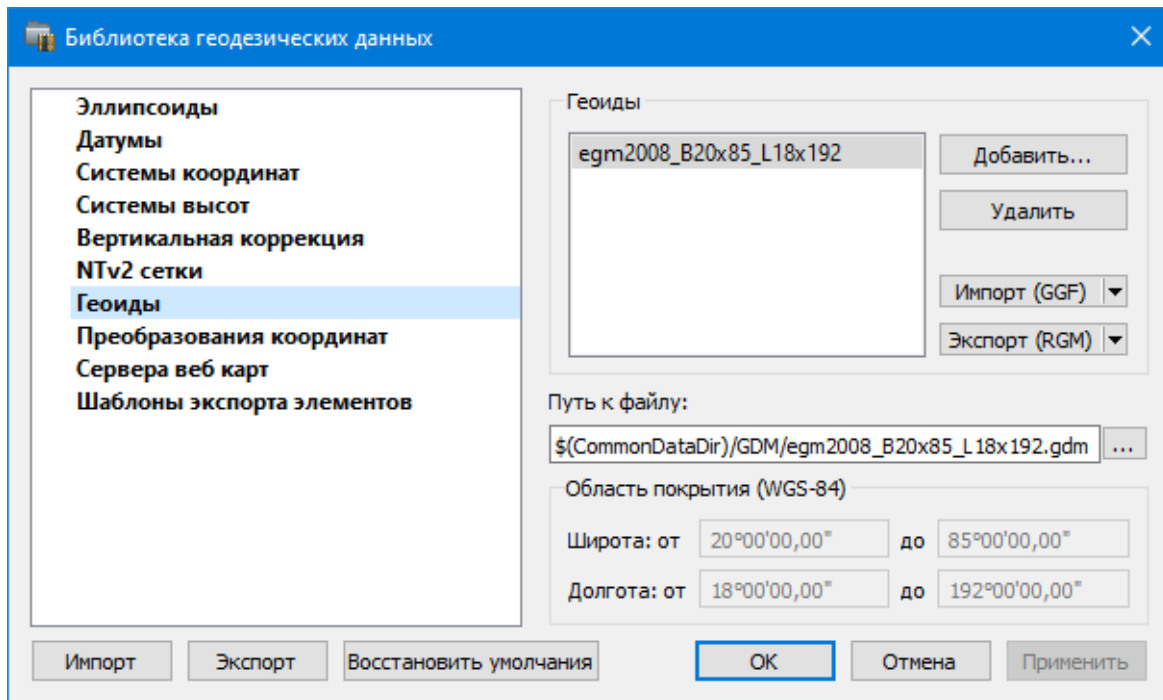 Библиотека геодезических данных
Эллипсоиды
Датумы
Системы координат
Системы высот
Вертикальная коррекция
NTv2 сетки
Геоиды
Преобразования координат
Сервера веб карт
Шаблоны экспорта элементов
Геоиды
egm2008_B20x85_L18x192
Добавить...
Удалить
Импорт (GGF)
Экспорт (RGM)
Путь к файлу:
$(CommonDataDir)/GDM/egm2008_B20x85_L18x192.gdm ...
Область покрытия (WGS-84)
Широта: от 20°00'00,00" до 85°00'00,00"
Долгота: от 18°00'00,00" до 192°00'00,00"
Импорт Экспорт Восстановить умолчания OK Отмена Применить